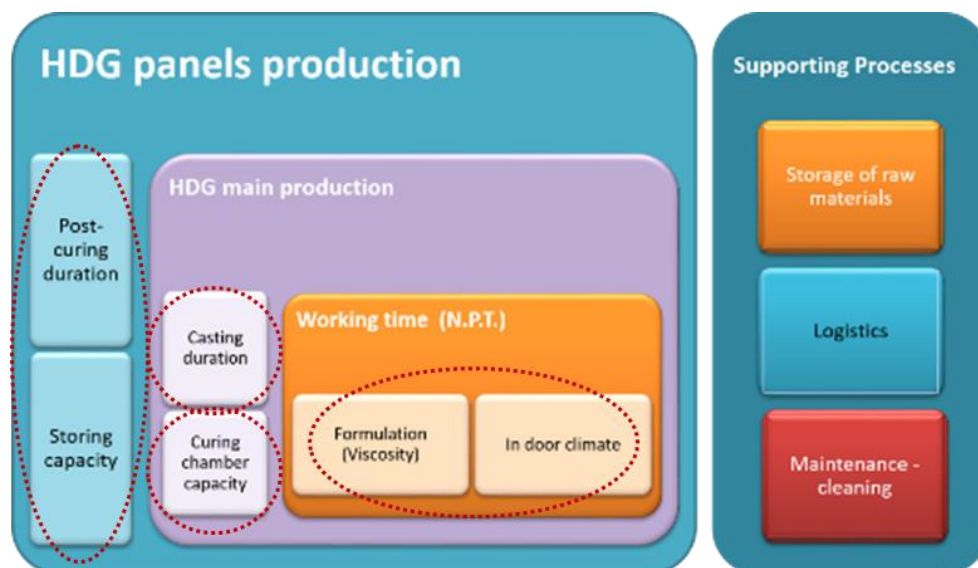 HDG panels production
Post-
curing
duration
Storing
capacity
HDG main production
Casting
duration
Curing
chamber
capacity
Working time (N.P.T.)
Formulation
(Viscosity)
In door climate
Supporting Processes
Storage of raw
materials
Logistics
Maintenance -
cleaning